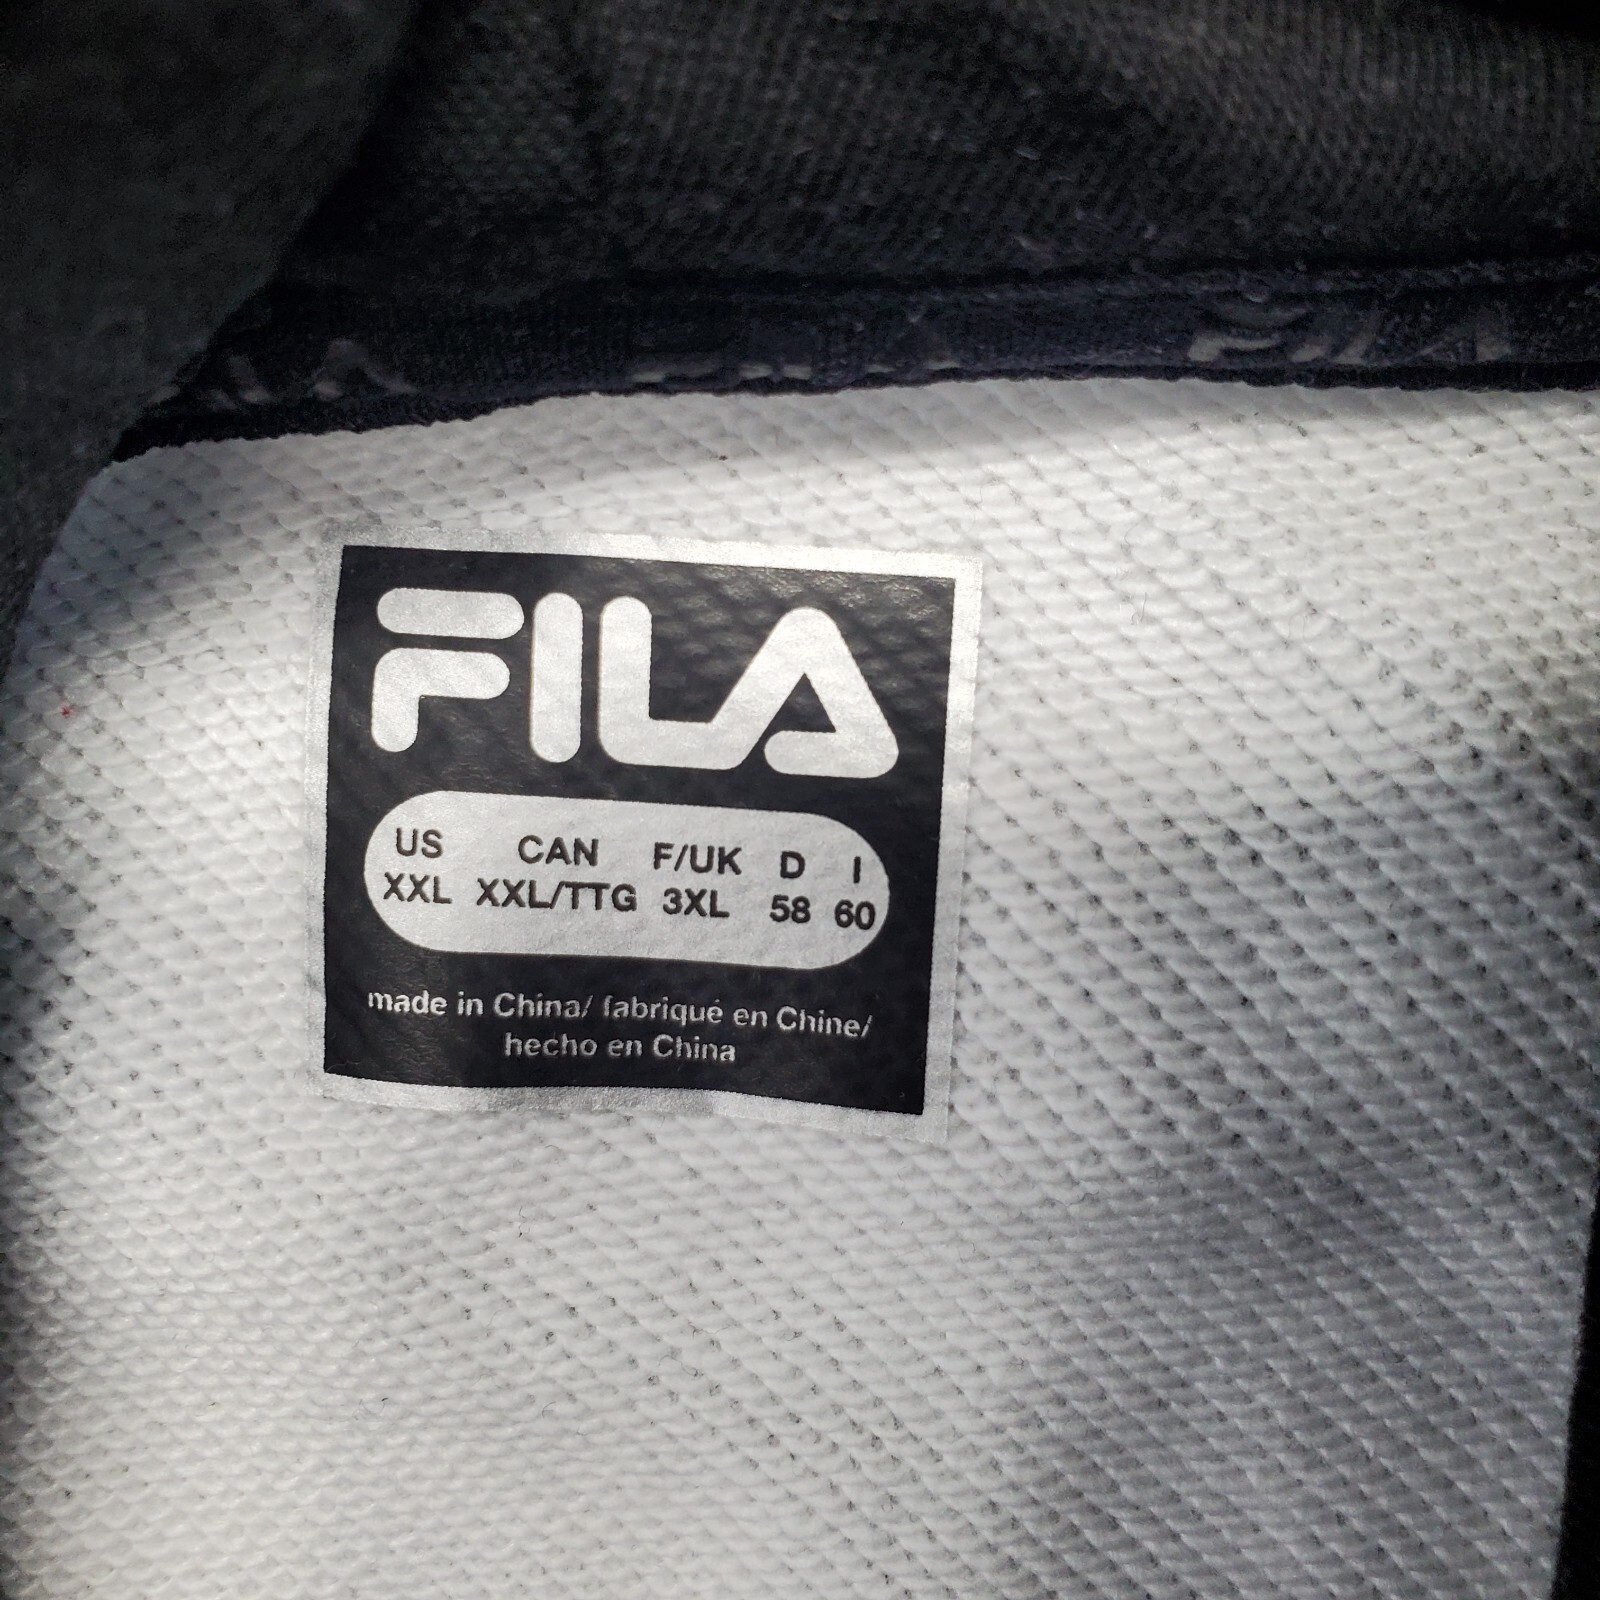 FILA
FILA
US CAN F/UK D I
XXL XXL/TTG 3XL 58 60
made in China/ fabriqué en Chine/
hecho en China